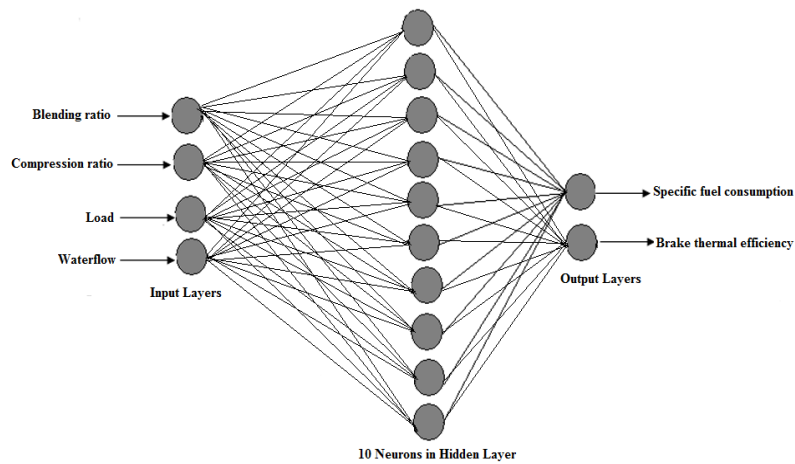 Blending ratio
Compression ratio
Load
Waterflow
Input Layers
Specific fuel consumption
Brake thermal efficiency
Output Layers
10 Neurons in Hidden Layer